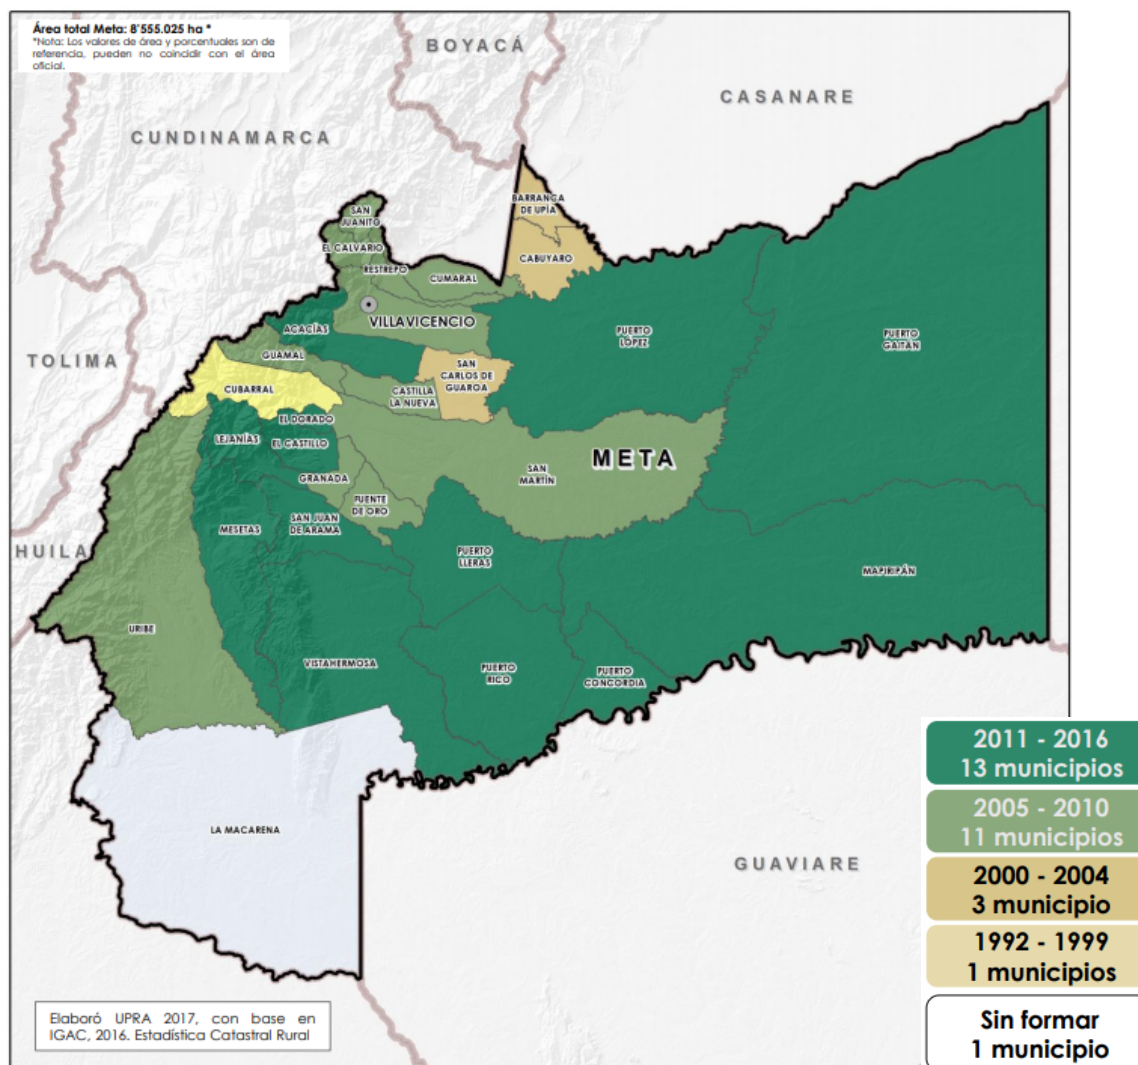 Área total Meta: 8'555.025 ha *
*Nota: Los valores de área y porcentuales son de
referencia, pueden no coincidir con el área
oficial.
BOYACÁ
CASANARE
CUNDINAMARCA
BARRANCA
DE UPÍA
SAN
JUANITO
EL CALVARIO
CABUYARO
RESTREPO
CUMARAL
VILLAVICENCIO
ACACÍAS
PUERTO
LÓPEZ
PUERTO
GAITÁN
TOLIMA
GUAMAL
SAN
CARLOS DE
GUAROA
CUBARRAL
CASTILLA
LA NUEVA
EL DORADO
LEJANÍAS
EL CASTILLO
META
SAN
MARTÍN
GRANADA
FUENTE
DE ORO
MESETAS
SAN JUAN
DE ARAMA
HUILA
PUERTO
LLERAS
MAPIRIPÁN
URIBE
VISTAHERMOSA
PUERTO
RICO
PUERTO
CONCORDIA
LA MACARENA
GUAVIARE
2011 - 2016
13 municipios
2005 - 2010
11 municipios
2000 - 2004
3 municipio
1992 - 1999
1 municipios
Sin formar
1 municipio
Elaboró UPRA 2017, con base en
IGAC, 2016. Estadística Catastral Rural